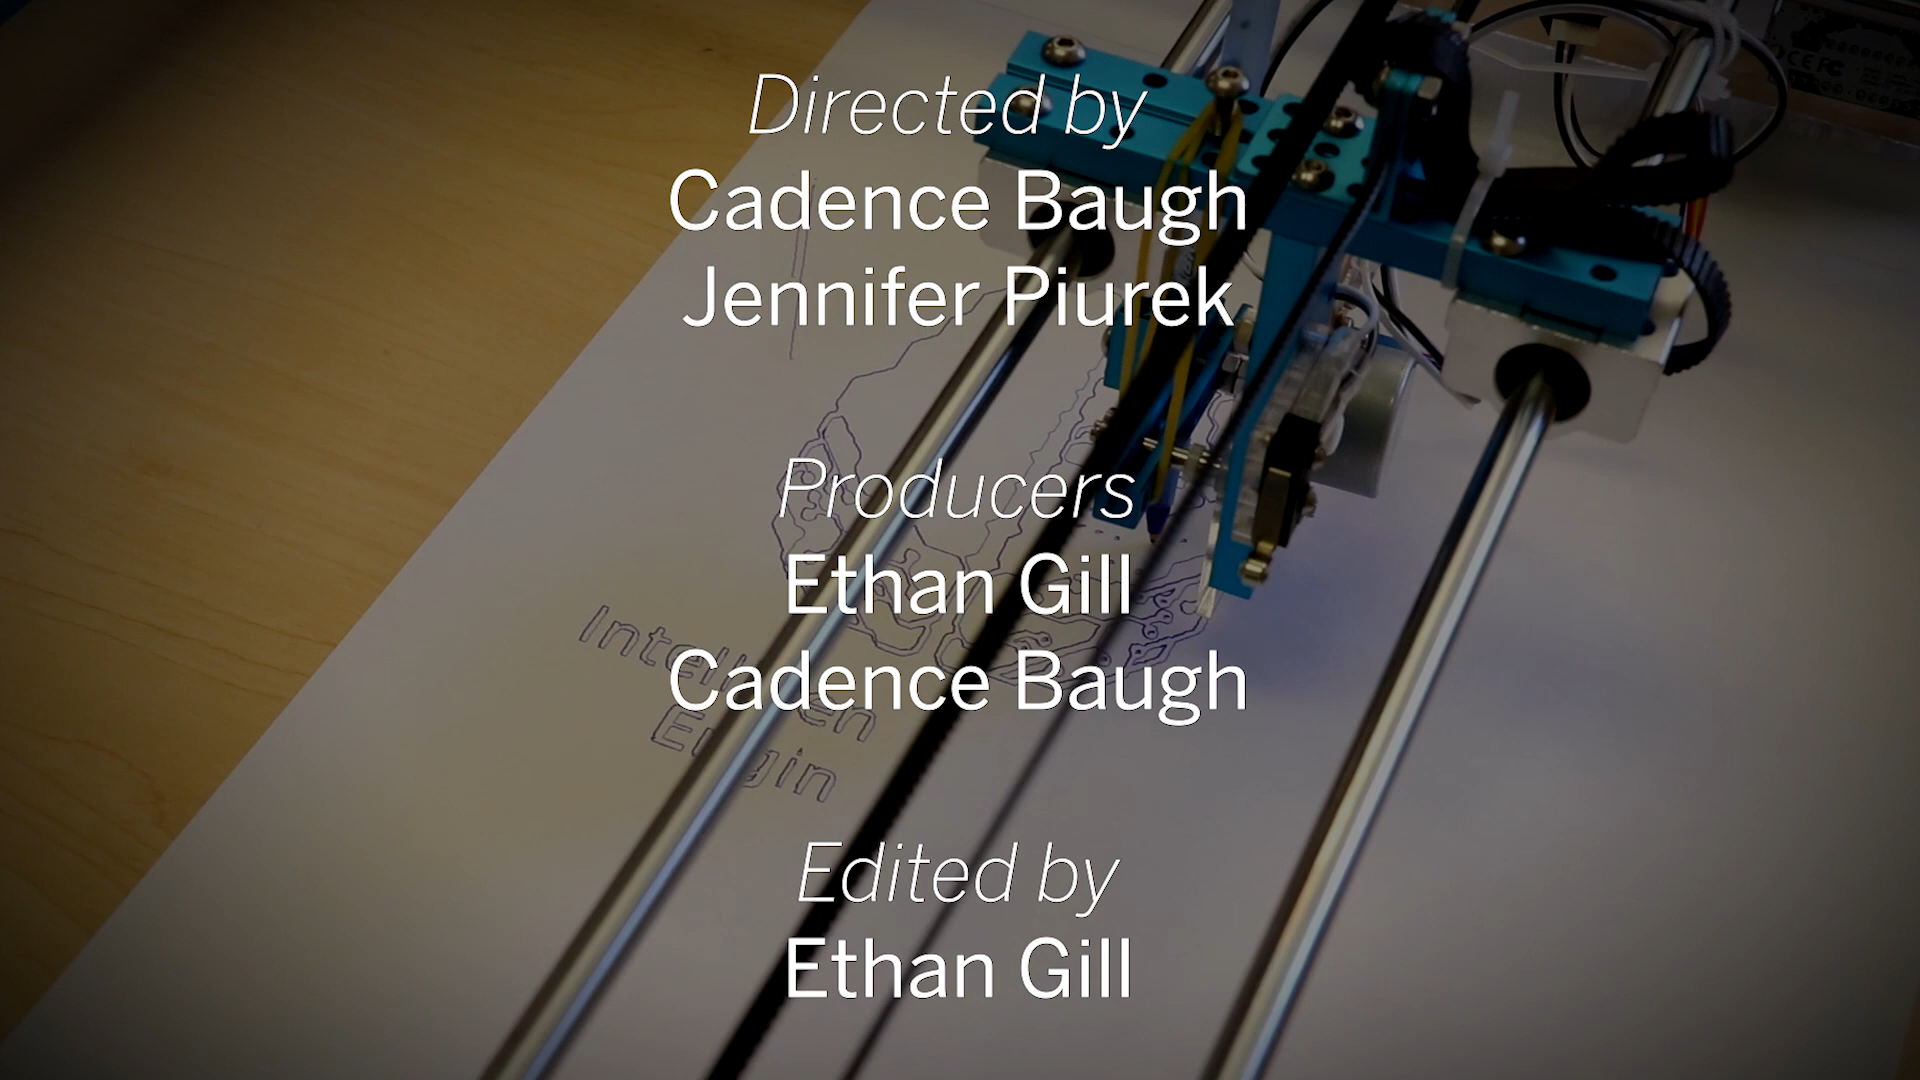 Directed by
Cadence Baugh
Jennifer Piurek
Producers
Ethan Gill
Cadence Baugh
Edited by
Ethan Gill